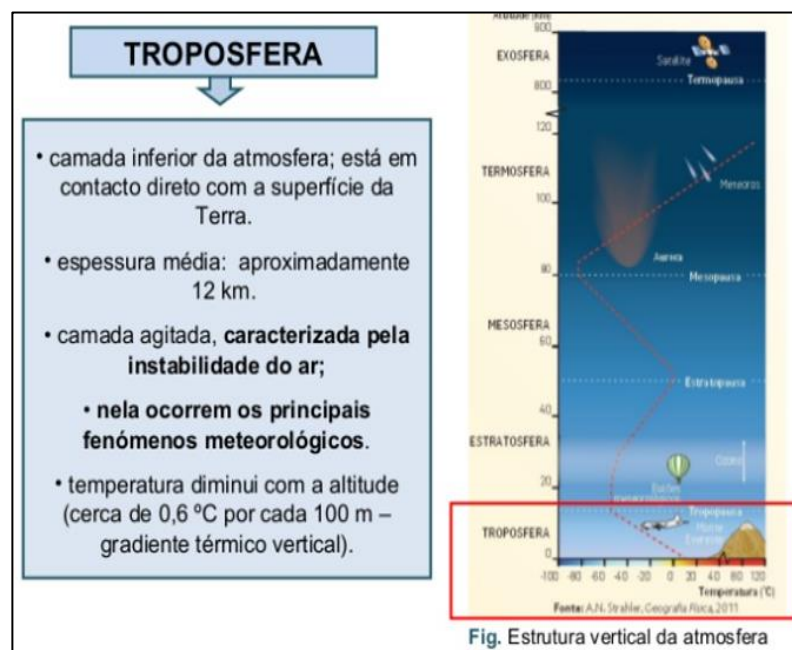 TROPOSFERA
• camada inferior da atmosfera; está em
contacto direto com a superfície da
Terra.
• espessura média: aproximadamente
12 km.
• camada agitada, caracterizada pela
instabilidade do ar;
• nela ocorrem os principais
fenómenos meteorológicos.
• temperatura diminui com a altitude
(cerca de 0,6 ºC por cada 100 m –
gradiente térmico vertical).
Altitude (km)
900
EXOSFERA
Satélite
Termopausa
800
120
TERMOSFERA
Meteoros
100
Aurora
80
Mesopausa
MESOSFERA
60
Estratopausa
40
ESTRATOSFERA
Ozono
20
Tropopausa
TROPOSFERA
Monte
Evereste
0
-100 -80 -60 -40 -20 0 20 40 60 80 120
Temperatura (°C)
Fonte: A.N. Strahler, Geografia Física, 2011
Fig. Estrutura vertical da atmosfera